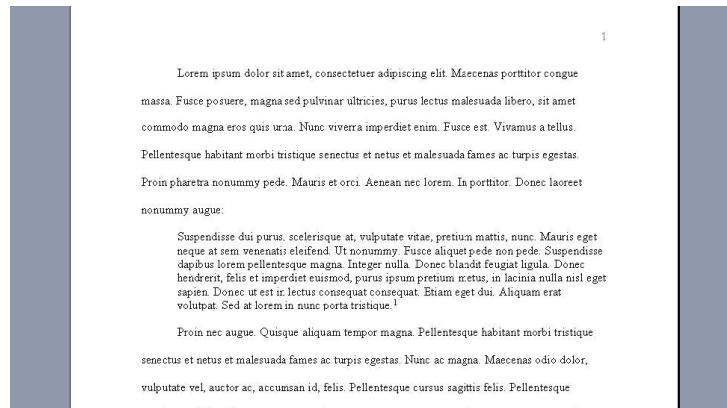 1
Lorem ipsum dolor sit amet, consectetuer adipiscing elit. Maecenas porttitor congue
massa. Fusce posuere, magna sed pulvinar ultricies, purus lectus malesuada libero, sit amet
commodo magna eros quis urna. Nunc viverra imperdiet enim. Fusce est. Vivamus a tellus.
Pellentesque habitant morbi tristique senectus et netus et malesuada fames ac turpis egestas.
Proin pharetra nonummy pede. Mauris et orci. Aenean nec lorem. In porttitor. Donec laoreet
nonummy augue:
Suspendisse dui purus, scelerisque at, vulputate vitae, pretium mattis, nunc. Mauris eget
neque at sem venenatis eleifend. Ut nonummy. Fusce aliquet pede non pede. Suspendisse
dapibus lorem pellentesque magna. Integer nulla. Donec blandit feugiat ligula. Donec
hendrerit, felis et imperdiet euismod, purus ipsum pretium metus, in lacinia nulla nisl eget
sapien. Donec ut est in lectus consequat consequat. Etiam eget dui. Aliquam erat
volutpat. Sed at lorem in nunc porta tristique.1
Proin nec augue. Quisque aliquam tempor magna. Pellentesque habitant morbi tristique
senectus et netus et malesuada fames ac turpis egestas. Nunc ac magna. Maecenas odio dolor,
vulputate vel, auctor ac, accumsan id, felis. Pellentesque cursus sagittis felis. Pellentesque